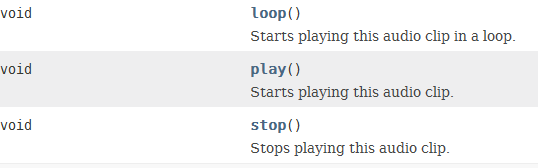 void loop()
Starts playing this audio clip in a loop.
void play()
Starts playing this audio clip.
void stop()
Stops playing this audio clip.